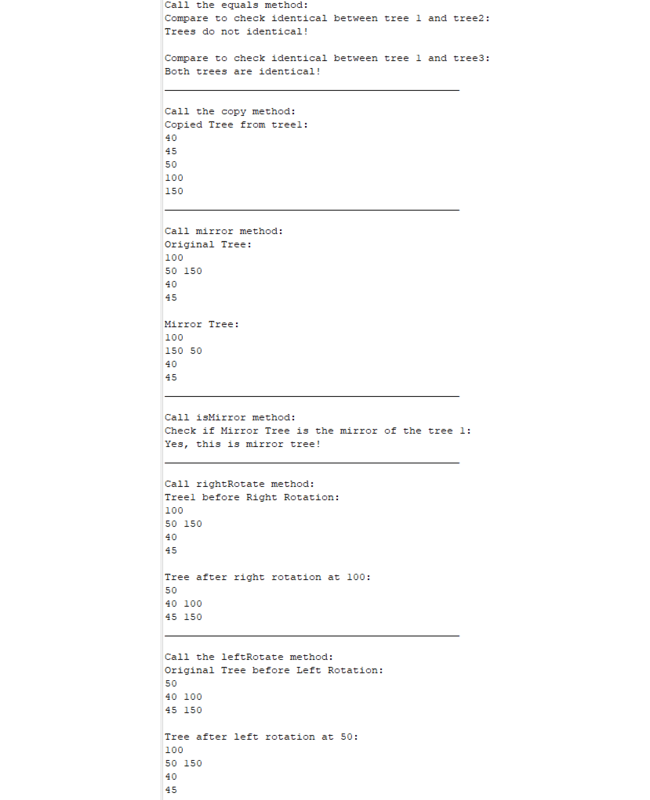 Call the equals method:
Compare to check identical between tree 1 and tree2:
Trees do not identical!
Compare to check identical between tree 1 and tree3:
Both trees are identical!
Call the copy method:
Copied Tree from tree1:
40
45
50
100
150
Call mirror method:
Original Tree:
100
50 150
40
45
Mirror Tree:
100
150 50
40
45
Call isMirror method:
Check if Mirror Tree is the mirror of the tree 1:
Yes, this is mirror tree!
Call rightRotate method:
Tree1 before Right Rotation:
100
50 150
40
45
Tree after right rotation at 100:
50
40 100
45 150
Call the leftRotate method:
Original Tree before Left Rotation:
50
40 100
45 150
Tree after left rotation at 50:
100
50 150
40
45